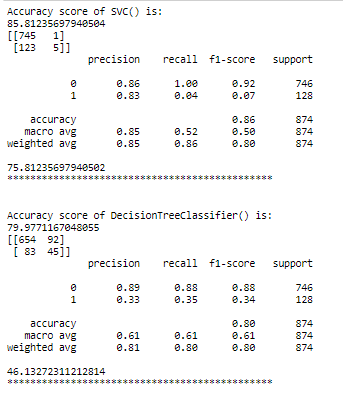 Accuracy score of SVC() is:
85.81235697940504
[[745   1]
 [123   5]]
              precision    recall  f1-score   support

           0       0.86      1.00      0.92       746
           1       0.83      0.04      0.07       128

    accuracy                           0.86       874
   macro avg       0.85      0.52      0.50       874
weighted avg       0.85      0.86      0.80       874

75.81235697940502
********************************************

Accuracy score of DecisionTreeClassifier() is:
79.9771167048055
[[654  92]
 [ 83  45]]
              precision    recall  f1-score   support

           0       0.89      0.88      0.88       746
           1       0.33      0.35      0.34       128

    accuracy                           0.80       874
   macro avg       0.61      0.61      0.61       874
weighted avg       0.81      0.80      0.80       874

46.13272311212814
********************************************